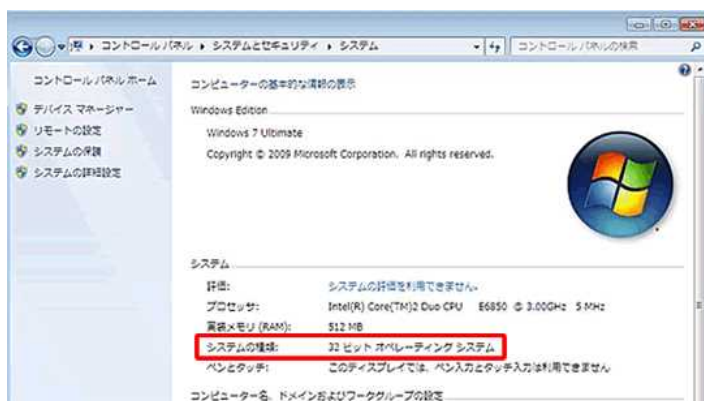 コントロール パネル ▸ システムとセキュリティ ▸ システム
コントロール パネルの検索
コントロール パネル ホーム
デバイス マネージャー
リモートの設定
システムの保護
システムの詳細設定
コンピューターの基本的な情報の表示
Windows Edition
Windows 7 Ultimate
Copyright © 2009 Microsoft Corporation. All rights reserved.
システム
評価: システムの評価を利用できません。
プロセッサ: Intel(R) Core(TM)2 Duo CPU E6850 @ 3.00GHz 5 MHz
実装メモリ (RAM): 512 MB
システムの種類: 32 ビット オペレーティング システム
ペンとタッチ: このディスプレイでは、ペン入力とタッチ入力は利用できません
コンピューター名、ドメインおよびワークグループの設定